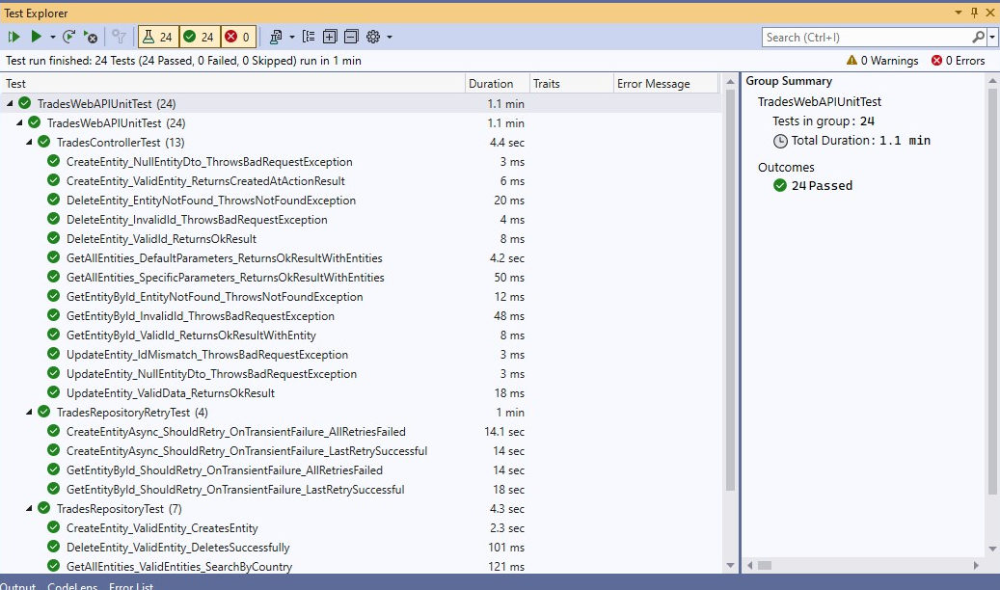 Test Explorer
24 24 0
Search (Ctrl+I)
Test run finished: 24 Tests (24 Passed, 0 Failed, 0 Skipped) run in 1 min
0 Warnings 0 Errors
Test Duration Traits Error Message
TradesWebAPIUnitTest (24) 1.1 min
TradesWebAPIUnitTest (24) 1.1 min
TradesControllerTest (13) 4.4 sec
CreateEntity_NullEntityDto_ThrowsBadRequestException 3 ms
CreateEntity_ValidEntity_ReturnsCreatedAtActionResult 6 ms
DeleteEntity_EntityNotFound_ThrowsNotFoundException 20 ms
DeleteEntity_InvalidId_ThrowsBadRequestException 4 ms
DeleteEntity_ValidId_ReturnsOkResult 8 ms
GetAllEntities_DefaultParameters_ReturnsOkResultWithEntities 4.2 sec
GetAllEntities_SpecificParameters_ReturnsOkResultWithEntities 50 ms
GetEntityById_EntityNotFound_ThrowsNotFoundException 12 ms
GetEntityById_InvalidId_ThrowsBadRequestException 48 ms
GetEntityById_ValidId_ReturnsOkResultWithEntity 8 ms
UpdateEntity_IdMismatch_ThrowsBadRequestException 3 ms
UpdateEntity_NullEntityDto_ThrowsBadRequestException 3 ms
UpdateEntity_ValidData_ReturnsOkResult 18 ms
TradesRepositoryRetryTest (4) 1 min
CreateEntityAsync_ShouldRetry_OnTransientFailure_AllRetriesFailed 14.1 sec
CreateEntityAsync_ShouldRetry_OnTransientFailure_LastRetrySuccessful 14 sec
GetEntityById_ShouldRetry_OnTransientFailure_AllRetriesFailed 14 sec
GetEntityById_ShouldRetry_OnTransientFailure_LastRetrySuccessful 18 sec
TradesRepositoryTest (7) 4.3 sec
CreateEntity_ValidEntity_CreatesEntity 2.3 sec
DeleteEntity_ValidEntity_DeletesSuccessfully 101 ms
GetAllEntities_ValidEntities_SearchByCountry 121 ms
Group Summary
TradesWebAPIUnitTest
Tests in group: 24
Total Duration: 1.1 min
Outcomes
24 Passed
Output CodeLens Error List